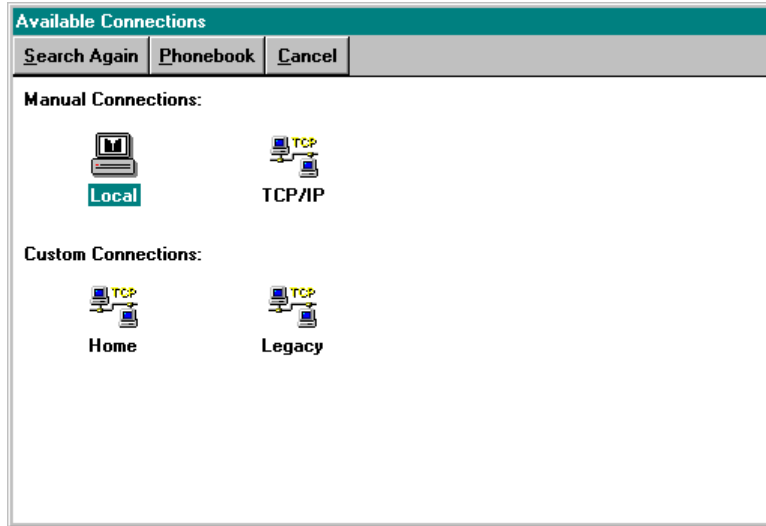 Available Connections
Search Again Phonebook Cancel
Manual Connections:
TCP
Local TCP/IP
Custom Connections:
TCP TCP
Home Legacy